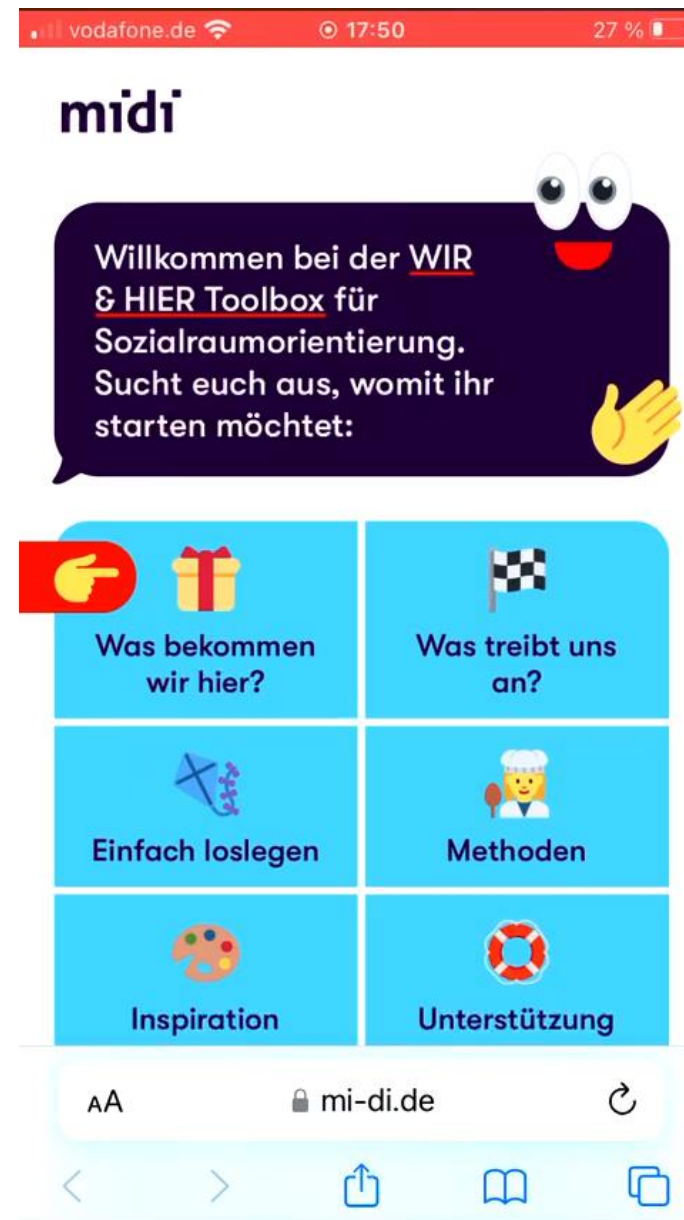 vodafone.de 17:50 27 %
midi
Willkommen bei der WIR
& HIER Toolbox für
Sozialraumorientierung.
Sucht euch aus, womit ihr
starten möchtet:
Was bekommen
wir hier?
Was treibt uns
an?
Einfach loslegen
Methoden
Inspiration
Unterstützung
AA mi-di.de